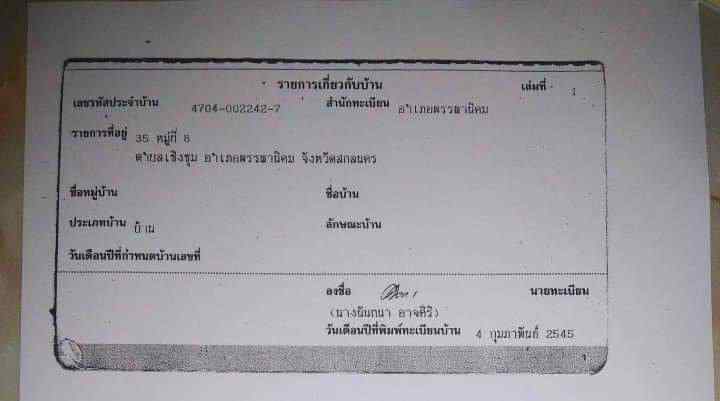 รายการเกี่ยวกับบ้าน เล่มที่ 1
เลขรหัสประจำบ้าน 4704-002242-7 สำนักทะเบียน อำเภอพรรณานิคม
รายการที่อยู่ 35 หมู่ที่ 8
ตำบลเชิงชุม อำเภอพรรณานิคม จังหวัดสกลนคร
ชื่อหมู่บ้าน ชื่อบ้าน
ประเภทบ้าน บ้าน ลักษณะบ้าน
วันเดือนปีที่กำหนดบ้านเลขที่
ลงชื่อ นายทะเบียน
(นาง อาจศิริ)
วันเดือนปีที่พิมพ์ทะเบียนบ้าน 4 กุมภาพันธ์ 2545